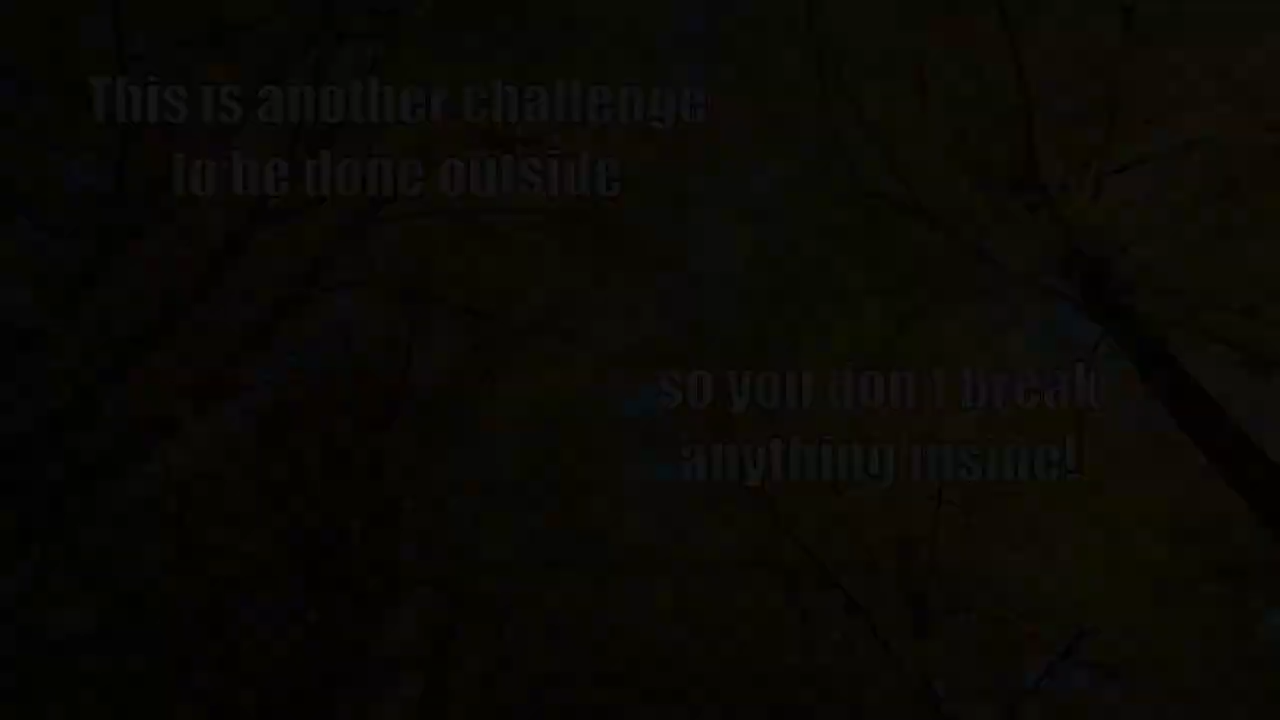 This is another challenge
to be done outside
so you don't break
anything inside!